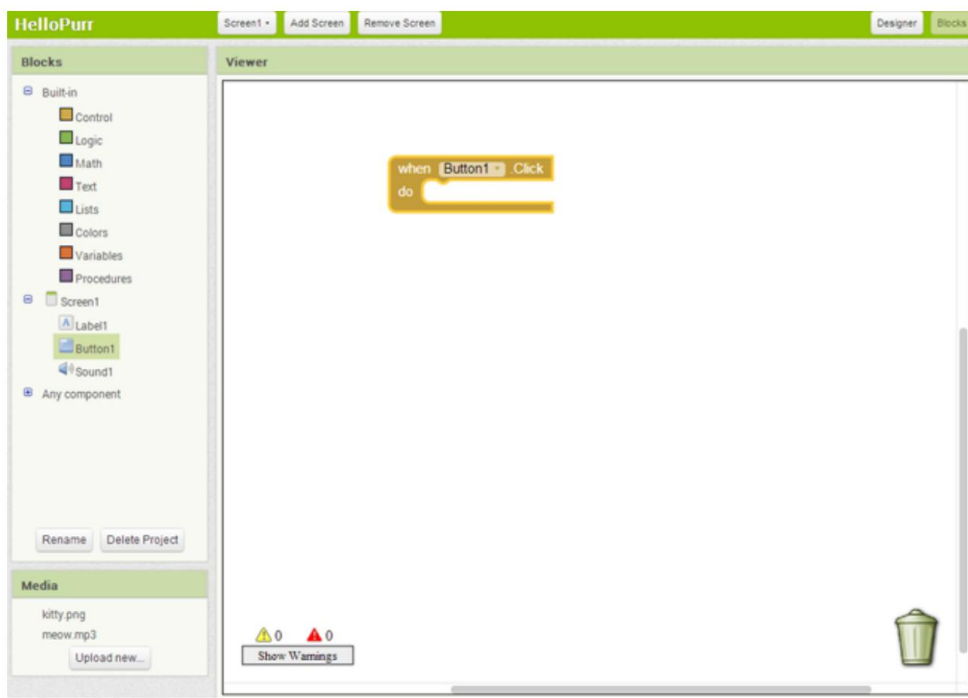 HelloPurr
Screen1
Add Screen
Remove Screen
Designer
Blocks
Blocks
Viewer
Built-in
Control
Logic
Math
Text
Lists
Colors
Variables
Procedures
Screen1
A Label1
Button1
Sound1
Any component
when Button1 .Click
do
Rename
Delete Project
Media
kitty.png
meow.mp3
Upload new...
0 0
Show Warnings